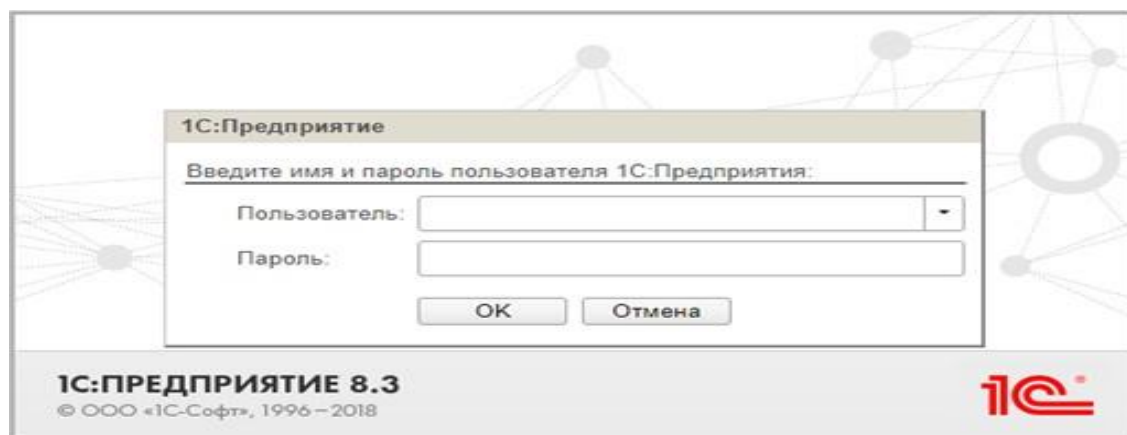 1С:Предприятие
Введите имя и пароль пользователя 1С:Предприятия:
Пользователь:
Пароль:
OK Отмена
1С:ПРЕДПРИЯТИЕ 8.3
© ООО «1С-Софт», 1996–2018
1С